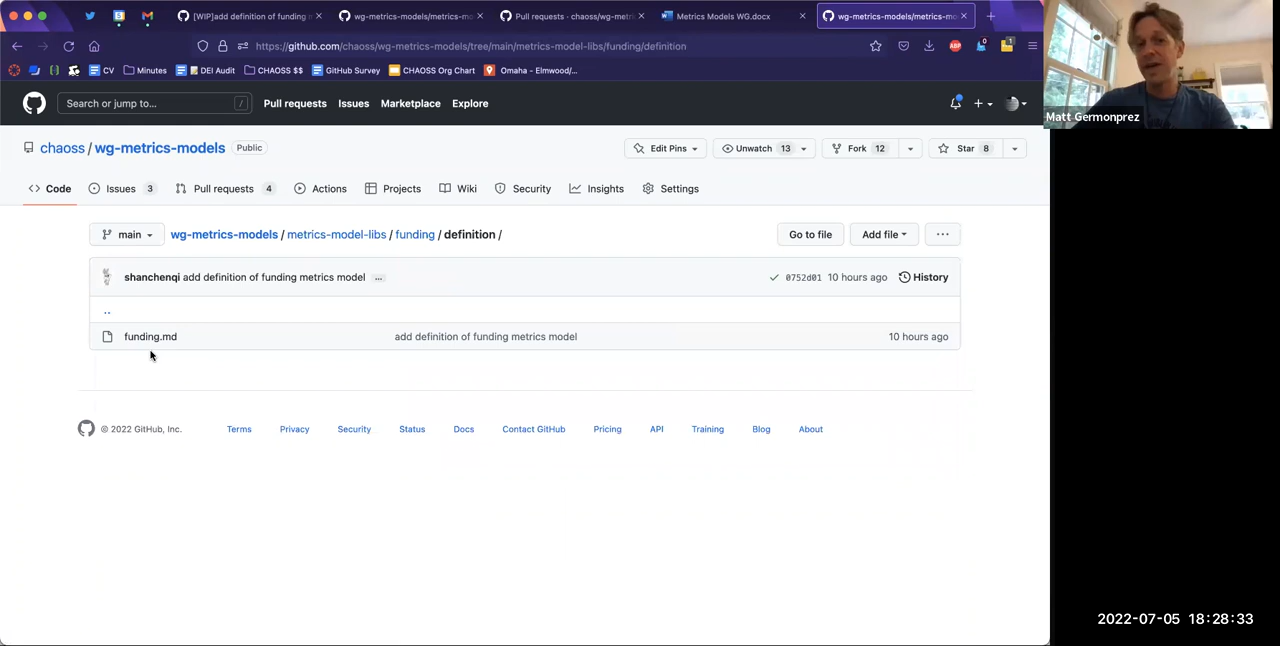 [WIP]add definition of funding
wg-metrics-models/metrics-mo
Pull requests · chaoss/wg-metri
Metrics Models WG.docx
wg-metrics-models/metrics-mo
https://github.com/chaoss/wg-metrics-models/tree/main/metrics-model-libs/funding/definition
CV
Minutes
DEI Audit
CHAOSS $$
GitHub Survey
CHAOSS Org Chart
Omaha - Elmwood/...
Matt Germonprez
Search or jump to...
/
Pull requests
Issues
Marketplace
Explore
chaoss / wg-metrics-models
Public
Edit Pins
Unwatch 13
Fork 12
Star 8
Code
Issues 3
Pull requests 4
Actions
Projects
Wiki
Security
Insights
Settings
main
wg-metrics-models / metrics-model-libs / funding / definition /
Go to file
Add file
...
shanchenqi add definition of funding metrics model ...
0752d01 10 hours ago
History
..
funding.md
add definition of funding metrics model
10 hours ago
© 2022 GitHub, Inc.
Terms
Privacy
Security
Status
Docs
Contact GitHub
Pricing
API
Training
Blog
About
2022-07-05 18:28:33